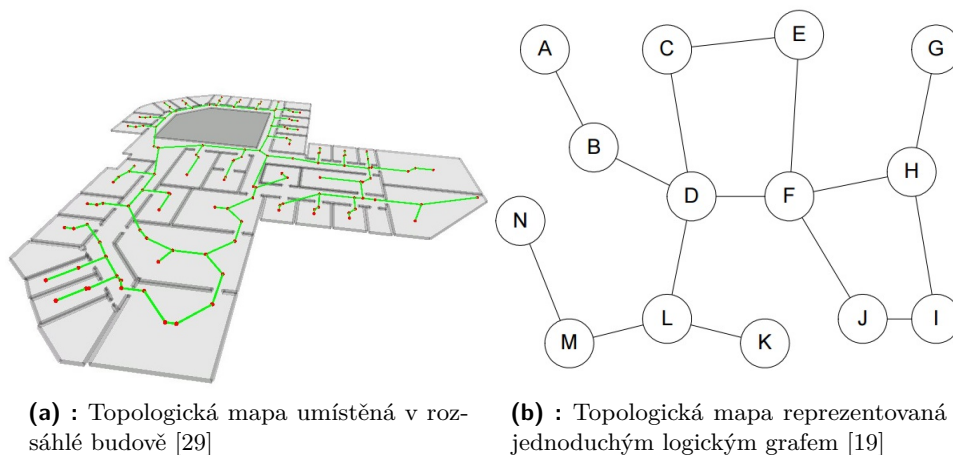 A
C
E
G
B
H
D
F
N
M
L
K
J
I
(a) : Topologická mapa umístěná v roz-
sáhlé budově [29]
(b) : Topologická mapa reprezentovaná
jednoduchým logickým grafem [19]